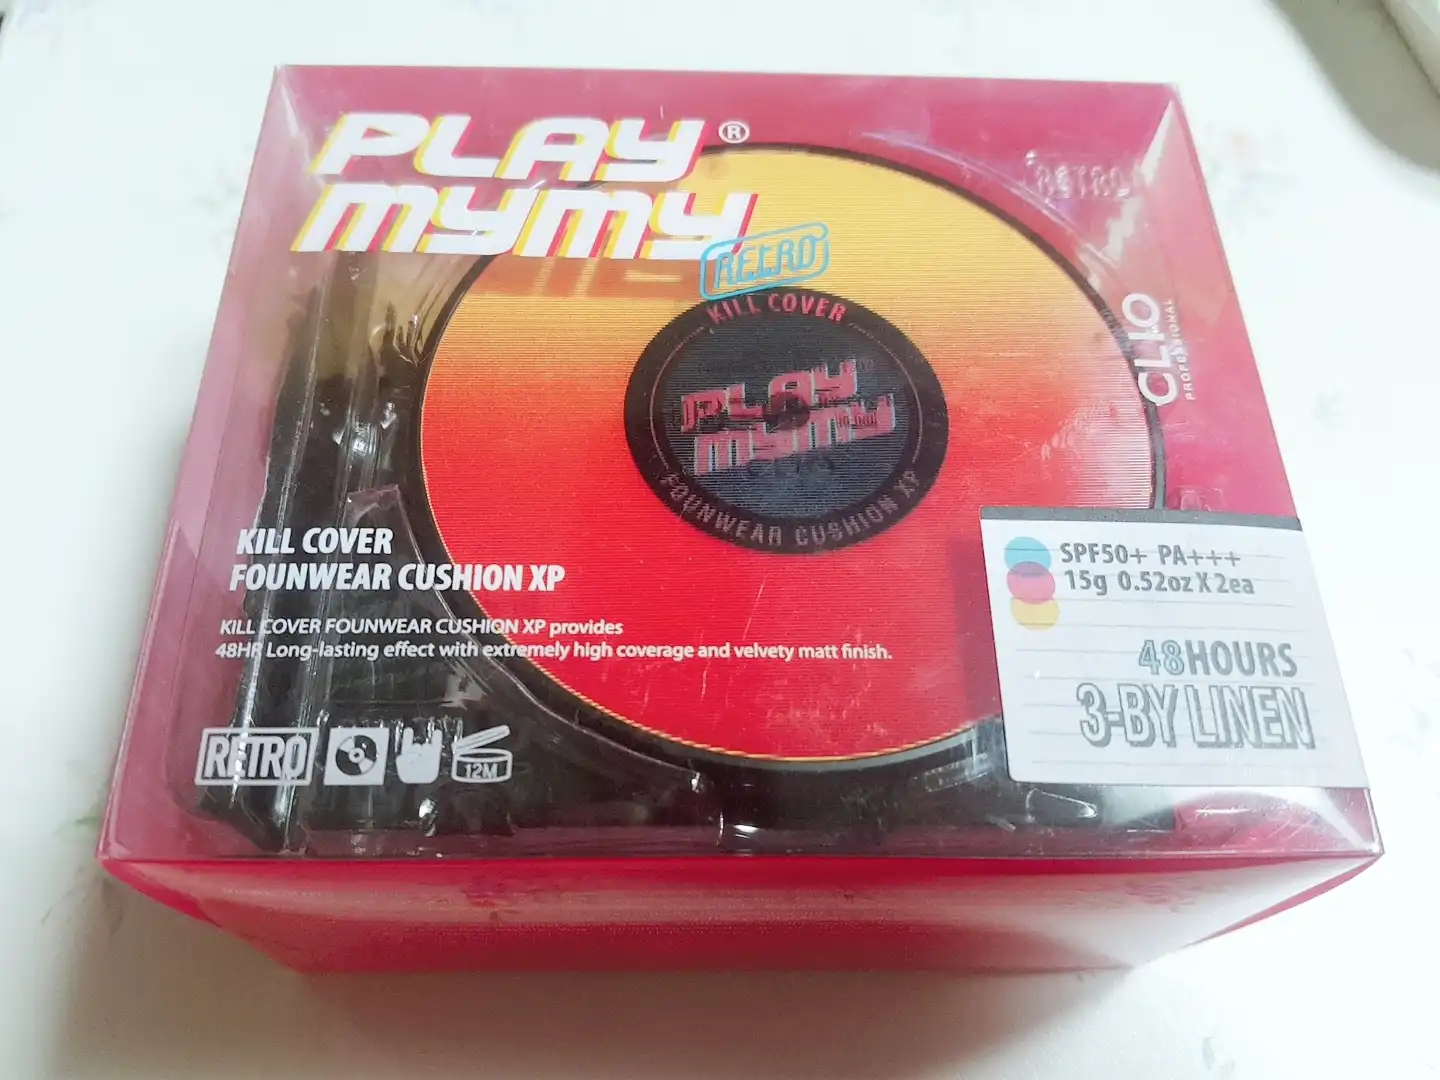 PLAY®
MYMY
RETRO
RETRO
KILL COVER
PLAY
MYMY
FOUNWEAR CUSHION XP
CLIO
PROFESSIONAL
KILL COVER
FOUNWEAR CUSHION XP
KILL COVER FOUNWEAR CUSHION XP provides
48HR Long-lasting effect with extremely high coverage and velvety matt finish.
RETRO
12M
SPF50+ PA+++
15g 0.52oz X 2ea
48HOURS
3-BY LINEN